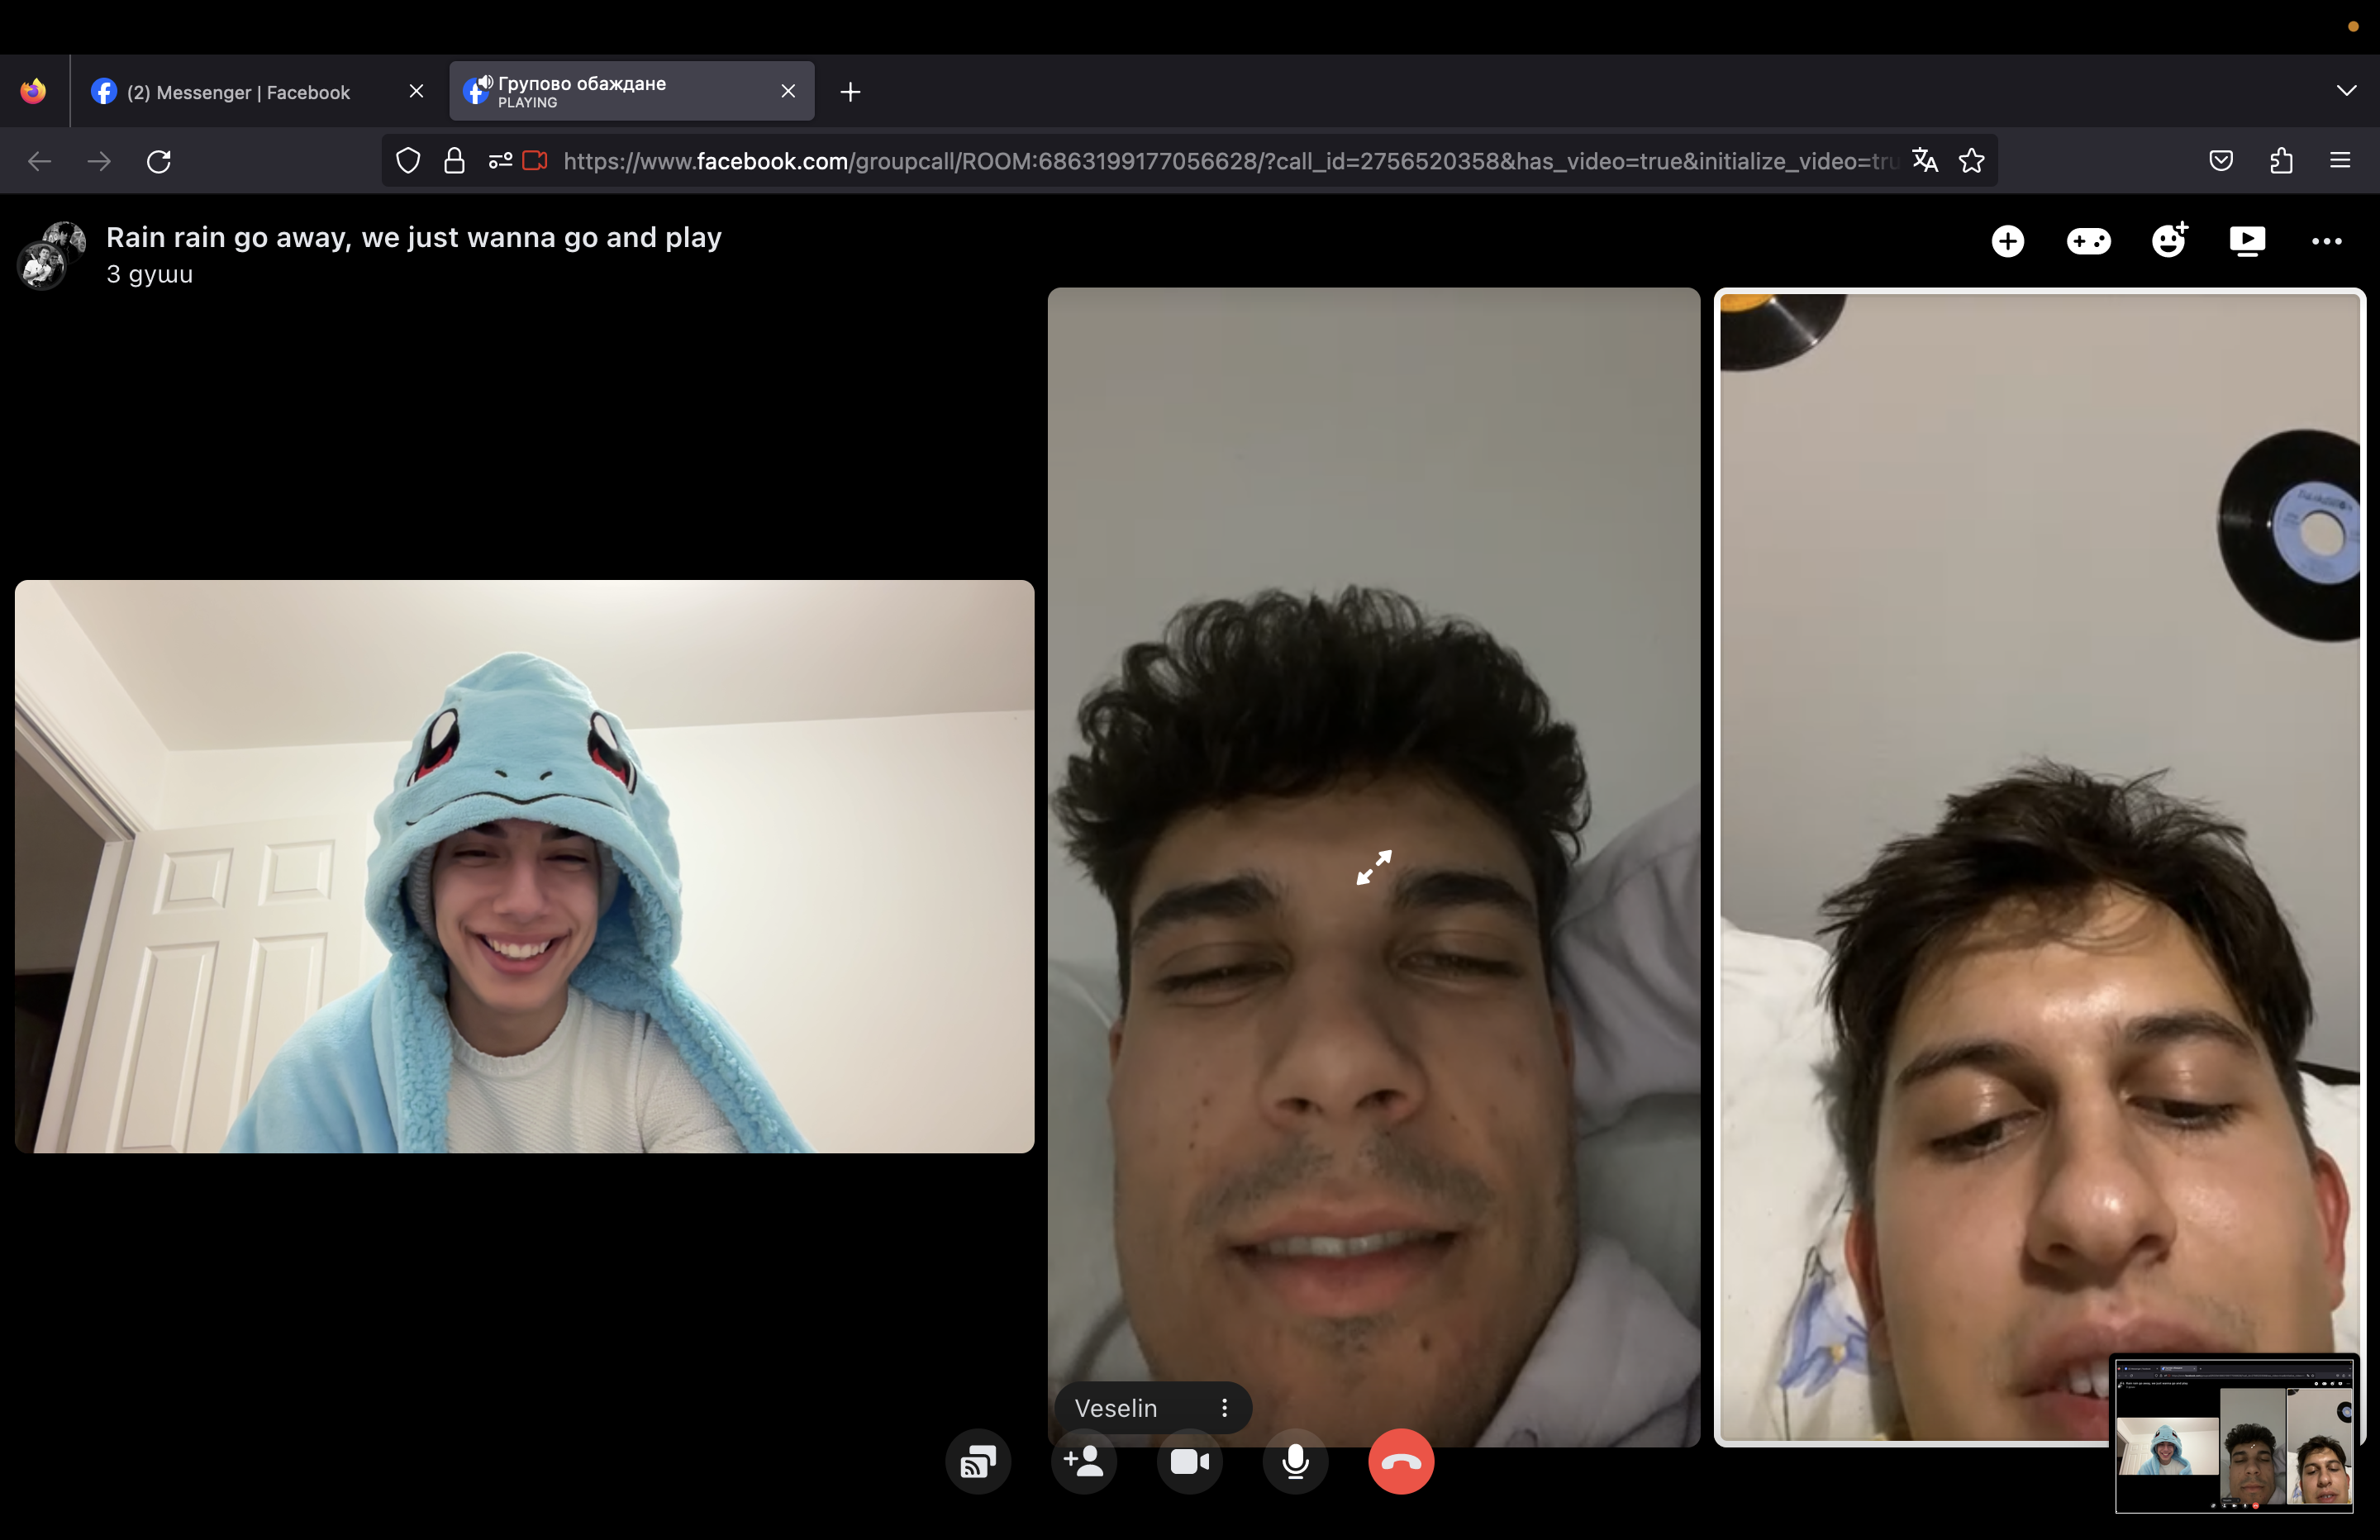 (2) Messenger | Facebook
Групово обаждане
PLAYING
https://www.facebook.com/groupcall/ROOM:6863199177056628/?call_id=2756520358&has_video=true&initialize_video=tru
Rain rain go away, we just wanna go and play
3 души
Veselin